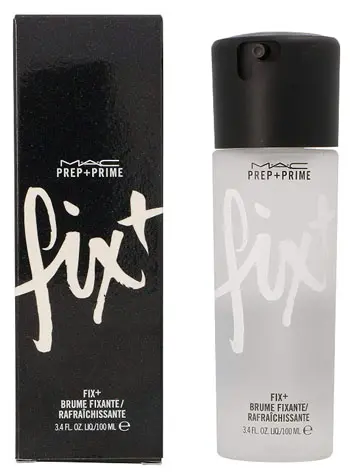 MAC
PREP+PRIME
fix+
FIX+
BRUME FIXANTE/
RAFRAÎCHISSANTE
3.4 FL. OZ. LIQ/100 ML ℮
MAC
PREP+PRIME
fix+
FIX+
BRUME FIXANTE/
RAFRAÎCHISSANTE
3.4 FL. OZ. LIQ/100 ML ℮